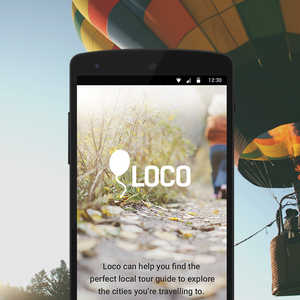 12:30
LOCO
Loco can help you find the
perfect local tour guide to explore
the cities you're travelling to.